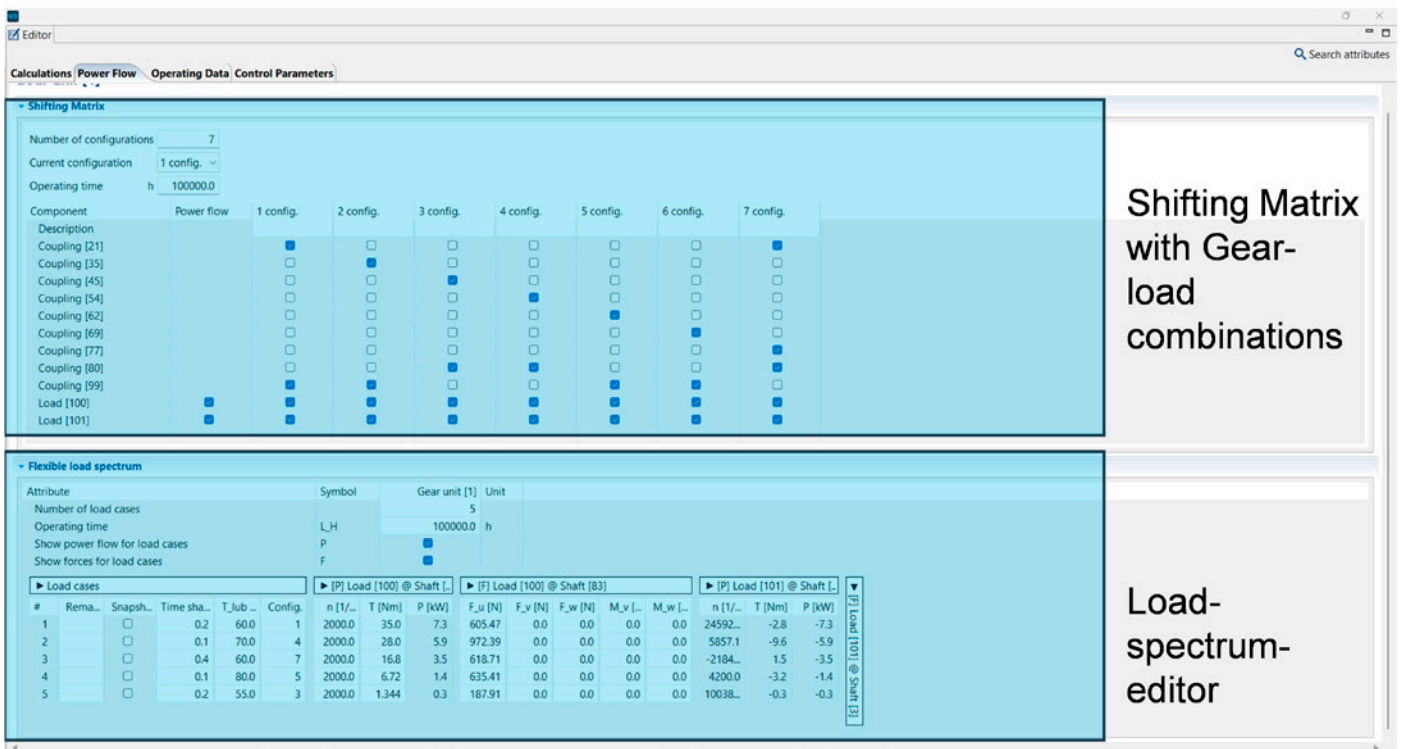 Editor
Search attributes
Calculations Power Flow Operating Data Control Parameters
Shifting Matrix
Number of configurations 7
Current configuration 1 config.
Operating time h 100000.0
Component Power flow 1 config. 2 config. 3 config. 4 config. 5 config. 6 config. 7 config.
Description
Coupling [21]
Coupling [35]
Coupling [45]
Coupling [54]
Coupling [62]
Coupling [69]
Coupling [77]
Coupling [80]
Coupling [99]
Load [100]
Load [101]
Shifting Matrix
with Gear-
load
combinations
Flexible load spectrum
Attribute Symbol Gear unit [1] Unit
Number of load cases 5
Operating time L_H 100000.0 h
Show power flow for load cases P
Show forces for load cases F
Load cases [P] Load [100] @ Shaft [.. [F] Load [100] @ Shaft [83] [P] Load [101] @ Shaft [.. [F] Load [101] @ Shaft [3]
# Rema... Snapsh... Time sha... T_lub ... Config. n [1/... T [Nm] P [kW] F_u [N] F_v [N] F_w [N] M_v [... M_w [... n [1/... T [Nm] P [kW]
1 0.2 60.0 1 2000.0 35.0 7.3 605.47 0.0 0.0 0.0 0.0 24592... -2.8 -7.3
2 0.1 70.0 4 2000.0 28.0 5.9 972.39 0.0 0.0 0.0 0.0 5857.1 -9.6 -5.9
3 0.4 60.0 7 2000.0 16.8 3.5 618.71 0.0 0.0 0.0 0.0 -2184... 1.5 -3.5
4 0.1 80.0 5 2000.0 6.72 1.4 635.41 0.0 0.0 0.0 0.0 4200.0 -3.2 -1.4
5 0.2 55.0 3 2000.0 1.344 0.3 187.91 0.0 0.0 0.0 0.0 10038... -0.3 -0.3
Load-
spectrum-
editor